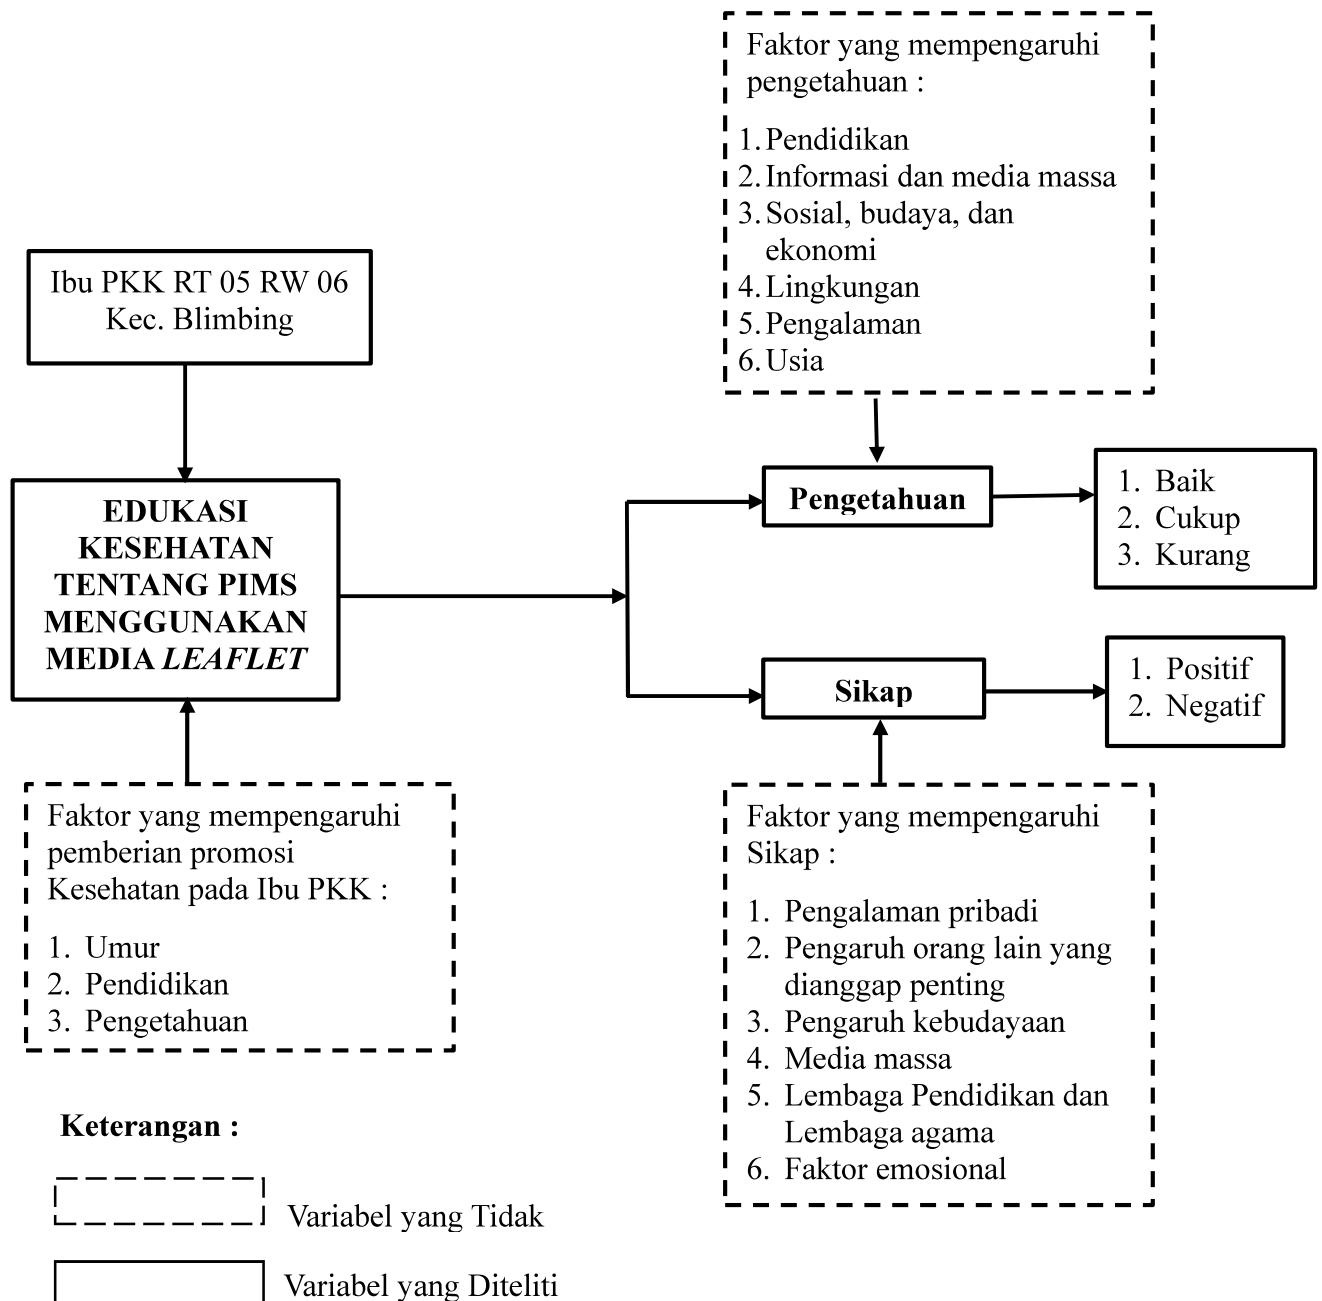 Faktor yang mempengaruhi
pengetahuan :
1. Pendidikan
2. Informasi dan media massa
3. Sosial, budaya, dan
ekonomi
4. Lingkungan
5. Pengalaman
6. Usia
Ibu PKK RT 05 RW 06
Kec. Blimbing
EDUKASI
KESEHATAN
TENTANG PIMS
MENGGUNAKAN
MEDIA LEAFLET
Pengetahuan
1. Baik
2. Cukup
3. Kurang
Sikap
1. Positif
2. Negatif
Faktor yang mempengaruhi
pemberian promosi
Kesehatan pada Ibu PKK :
1. Umur
2. Pendidikan
3. Pengetahuan
Faktor yang mempengaruhi
Sikap :
1. Pengalaman pribadi
2. Pengaruh orang lain yang
dianggap penting
3. Pengaruh kebudayaan
4. Media massa
5. Lembaga Pendidikan dan
Lembaga agama
6. Faktor emosional
Keterangan :
Variabel yang Tidak
Variabel yang Diteliti